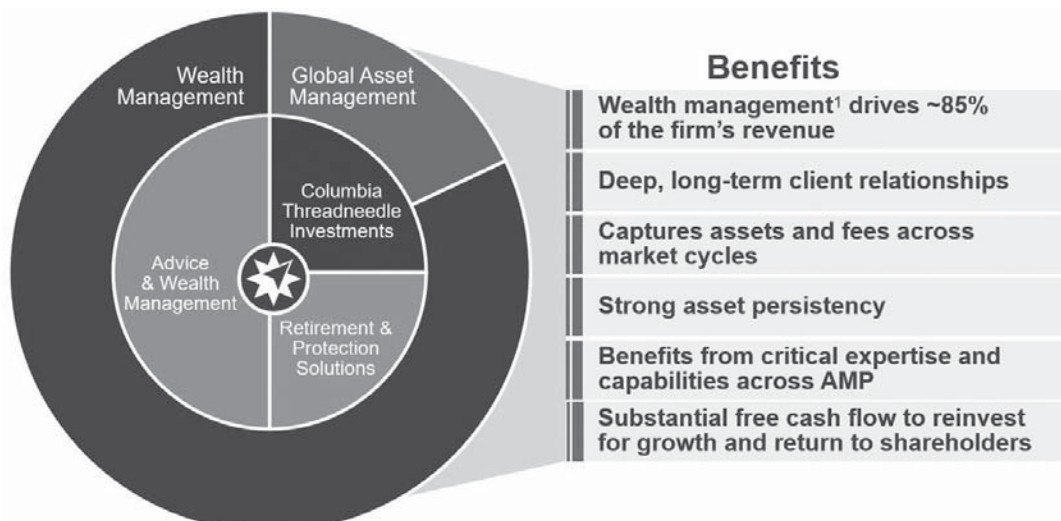 Wealth
Management
Global Asset
Management
Columbia
Threadneedle
Investments
Advice
& Wealth
Management
Retirement &
Protection
Solutions
Benefits
Wealth management¹ drives ~85%
of the firm’s revenue
Deep, long-term client relationships
Captures assets and fees across
market cycles
Strong asset persistency
Benefits from critical expertise and
capabilities across AMP
Substantial free cash flow to reinvest
for growth and return to shareholders